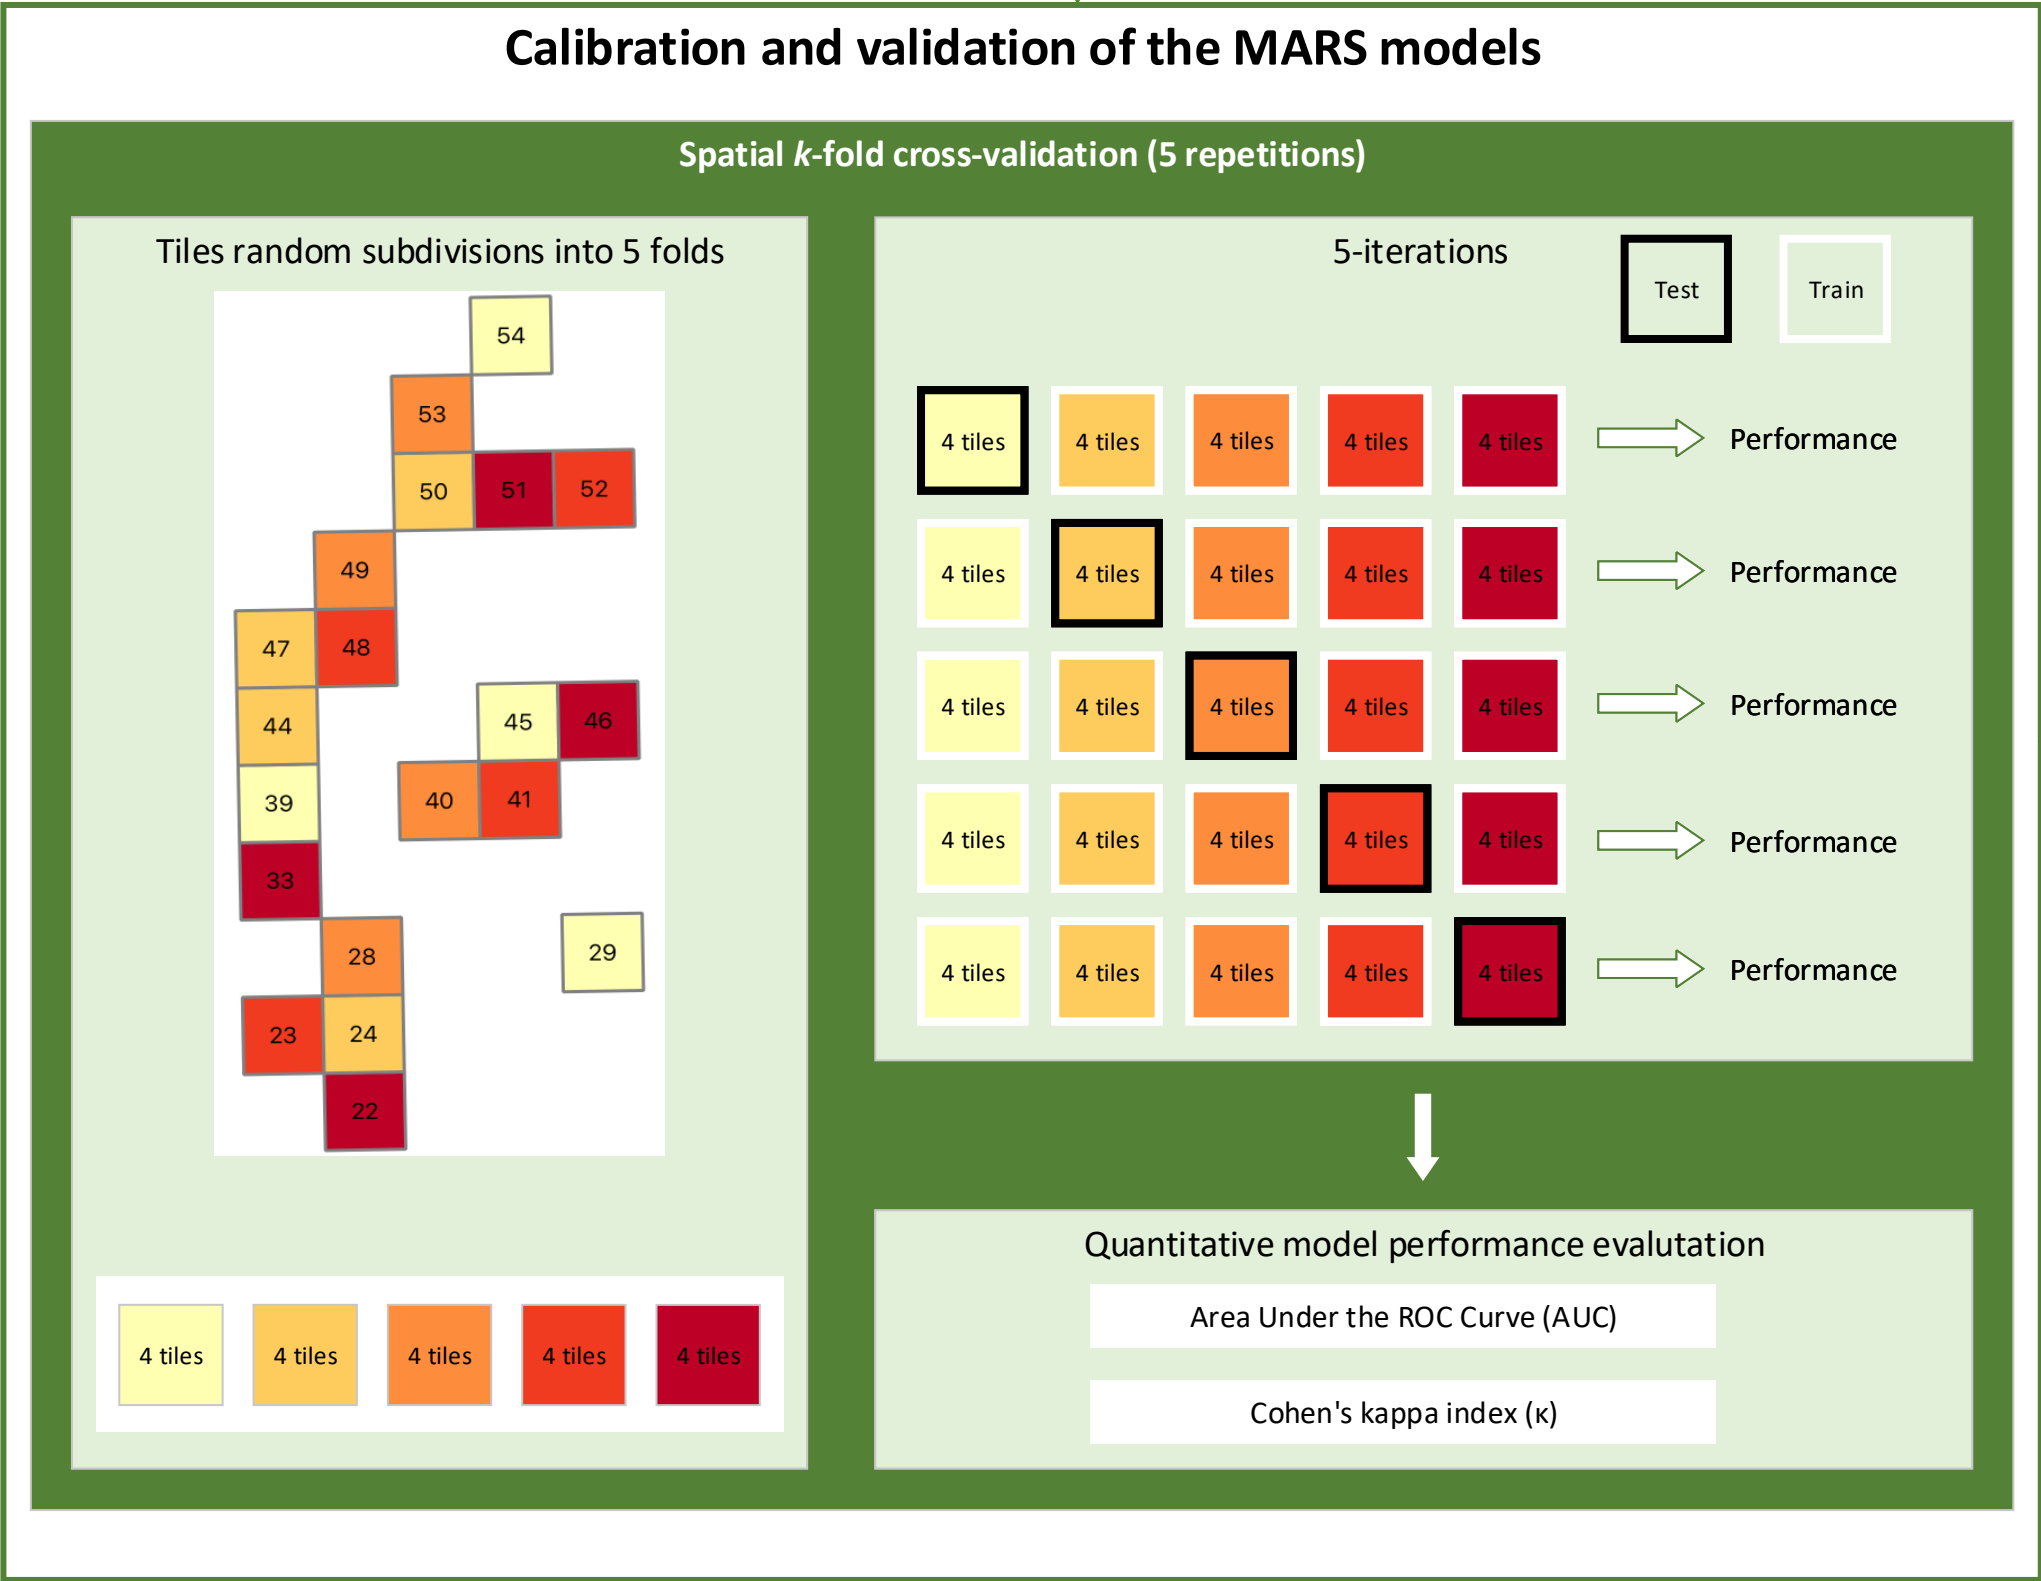 Calibration and validation of the MARS models
Spatial k-fold cross-validation (5 repetitions)
Tiles random subdivisions into 5 folds
54
53
50 51 52
49
47 48
44 45 46
39 40 41
33
28 29
23 24
22
4 tiles 4 tiles 4 tiles 4 tiles 4 tiles
5-iterations
Test Train
4 tiles 4 tiles 4 tiles 4 tiles 4 tiles Performance
4 tiles 4 tiles 4 tiles 4 tiles 4 tiles Performance
4 tiles 4 tiles 4 tiles 4 tiles 4 tiles Performance
4 tiles 4 tiles 4 tiles 4 tiles 4 tiles Performance
4 tiles 4 tiles 4 tiles 4 tiles 4 tiles Performance
Quantitative model performance evalutation
Area Under the ROC Curve (AUC)
Cohen's kappa index (κ)